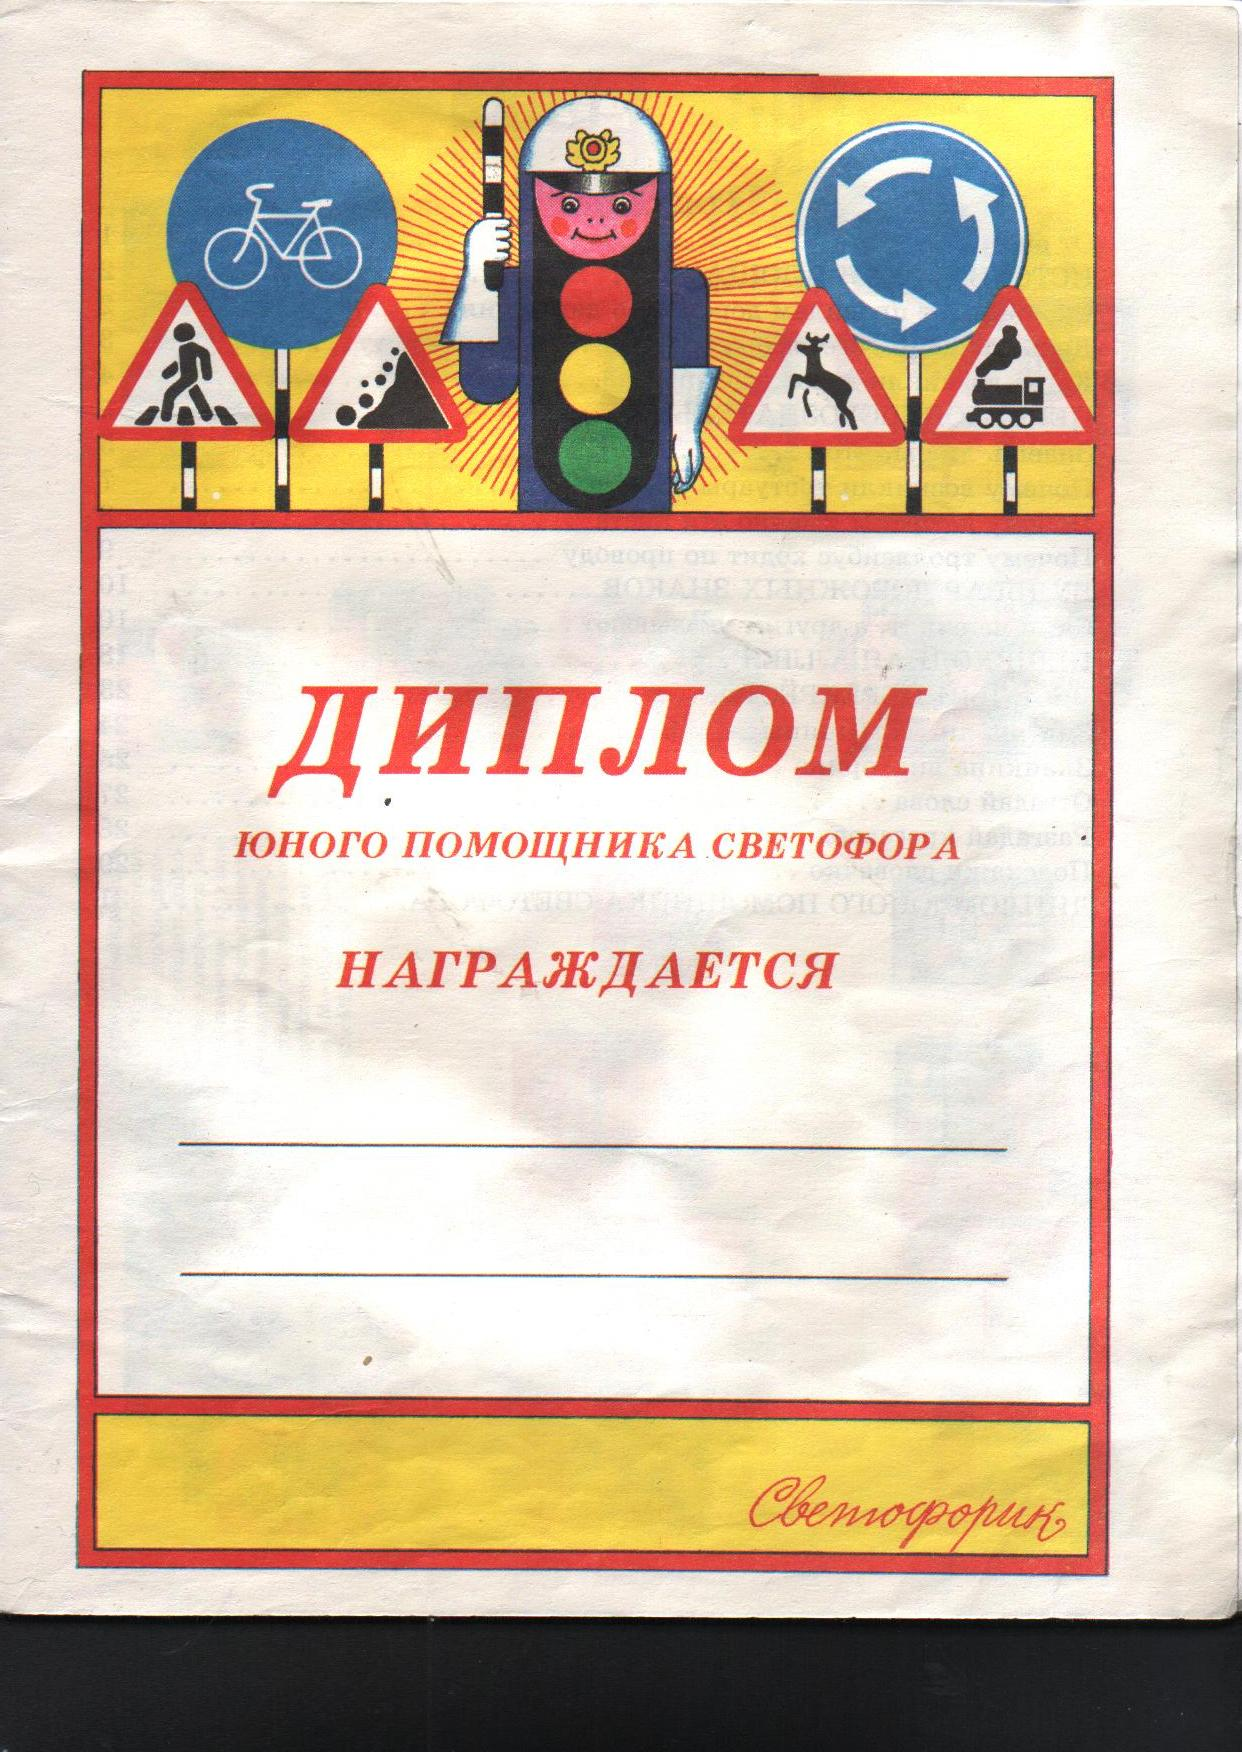 ДИПЛОМ
ЮНОГО ПОМОЩНИКА СВЕТОФОРА
НАГРАЖДАЕТСЯ
Светофорик